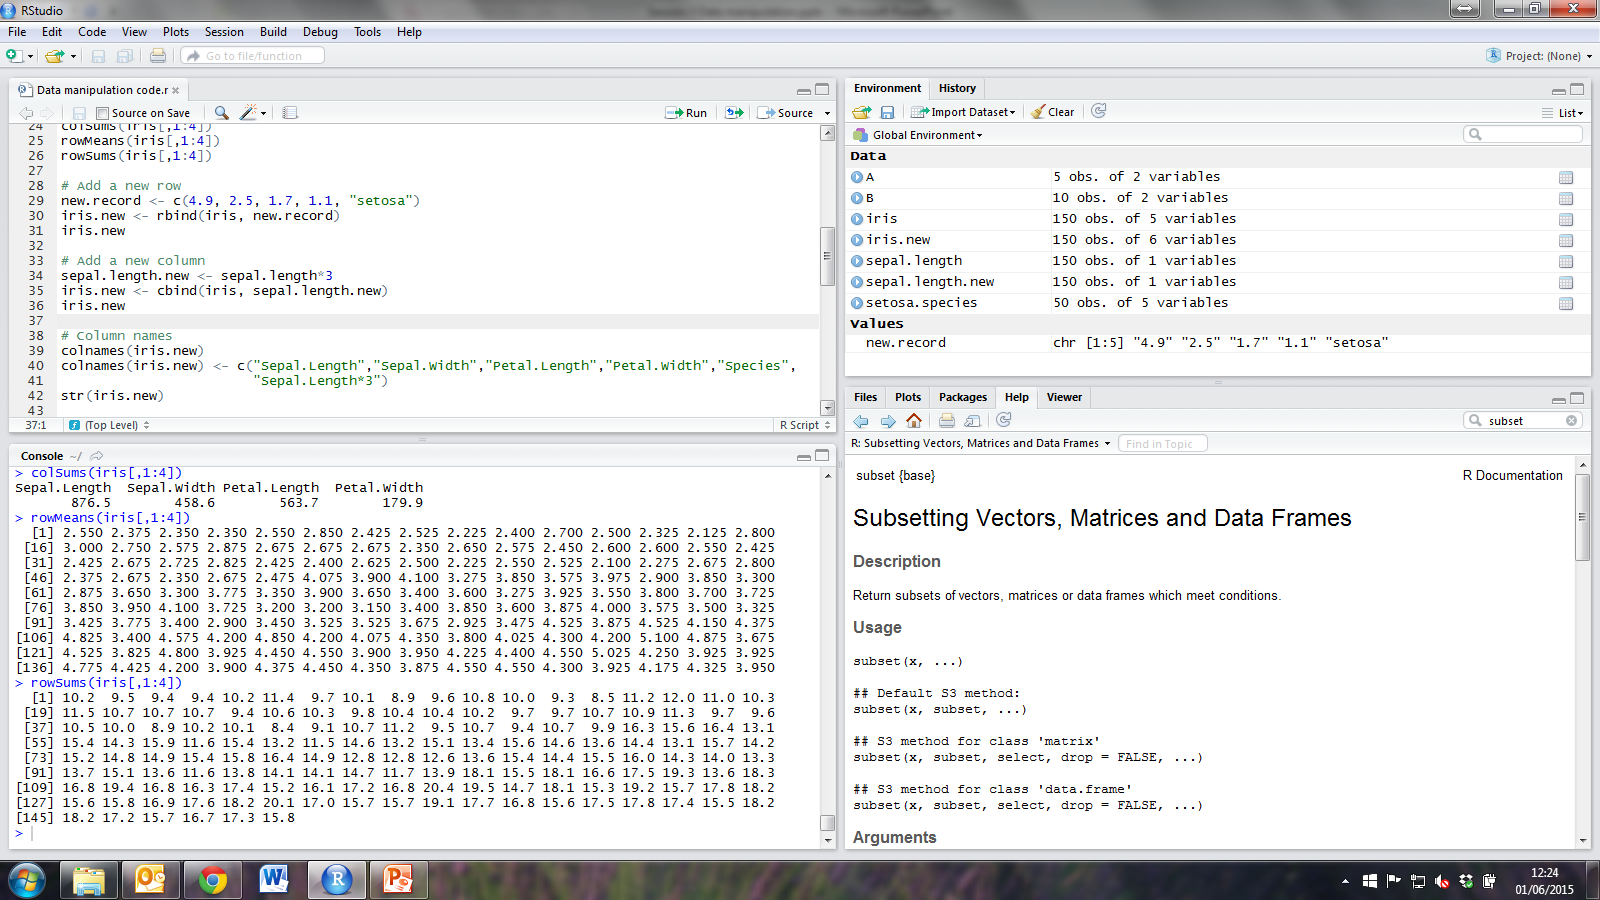 RStudio
File Edit Code View Plots Session Build Debug Tools Help
Go to file/function
Project: (None)
Data manipulation code.r
Source on Save
Run
Source
24 colSums(iris[,1:4])
25 rowMeans(iris[,1:4])
26 rowSums(iris[,1:4])
27
28 # Add a new row
29 new.record <- c(4.9, 2.5, 1.7, 1.1, "setosa")
30 iris.new <- rbind(iris, new.record)
31 iris.new
32
33 # Add a new column
34 sepal.length.new <- sepal.length*3
35 iris.new <- cbind(iris, sepal.length.new)
36 iris.new
37
38 # Column names
39 colnames(iris.new)
40 colnames(iris.new) <- c("Sepal.Length","Sepal.Width","Petal.Length","Petal.Width","Species",
41 "Sepal.Length*3")
42 str(iris.new)
43
37:1 (Top Level) R Script
Console ~/
> colSums(iris[,1:4])
Sepal.Length Sepal.Width Petal.Length Petal.Width
876.5 458.6 563.7 179.9
> rowMeans(iris[,1:4])
[1] 2.550 2.375 2.350 2.350 2.550 2.850 2.425 2.525 2.225 2.400 2.700 2.500 2.325 2.125 2.800
[16] 3.000 2.750 2.575 2.875 2.675 2.675 2.675 2.350 2.650 2.575 2.450 2.600 2.600 2.550 2.425
[31] 2.425 2.675 2.725 2.825 2.425 2.400 2.625 2.500 2.225 2.550 2.525 2.100 2.275 2.675 2.800
[46] 2.375 2.675 2.350 2.675 2.475 4.075 3.900 4.100 3.275 3.850 3.575 3.975 2.900 3.850 3.300
[61] 2.875 3.650 3.300 3.775 3.350 3.900 3.650 3.400 3.600 3.275 3.925 3.550 3.800 3.700 3.725
[76] 3.850 3.950 4.100 3.725 3.200 3.200 3.150 3.400 3.850 3.600 3.875 4.000 3.575 3.500 3.325
[91] 3.425 3.775 3.400 2.900 3.450 3.525 3.525 3.675 2.925 3.475 4.525 3.875 4.525 4.150 4.375
[106] 4.825 3.400 4.575 4.200 4.850 4.200 4.075 4.350 3.800 4.025 4.300 4.200 5.100 4.875 3.675
[121] 4.525 3.825 4.800 3.925 4.450 4.550 3.900 3.950 4.225 4.400 4.550 5.025 4.250 3.925 3.925
[136] 4.775 4.425 4.200 3.900 4.375 4.450 4.350 3.875 4.550 4.550 4.300 3.925 4.175 4.325 3.950
> rowSums(iris[,1:4])
[1] 10.2 9.5 9.4 9.4 10.2 11.4 9.7 10.1 8.9 9.6 10.8 10.0 9.3 8.5 11.2 12.0 11.0 10.3
[19] 11.5 10.7 10.7 10.7 9.4 10.6 10.3 9.8 10.4 10.4 10.2 9.7 9.7 10.7 10.9 11.3 9.7 9.6
[37] 10.5 10.0 8.9 10.2 10.1 8.4 9.1 10.7 11.2 9.5 10.7 9.4 10.7 9.9 16.3 15.6 16.4 13.1
[55] 15.4 14.3 15.9 11.6 15.4 13.2 11.5 14.6 13.2 15.1 13.4 15.6 14.6 13.6 14.4 13.1 15.7 14.2
[73] 15.2 14.8 14.9 15.4 15.8 16.4 14.9 12.8 12.8 12.6 13.6 15.4 14.4 15.5 16.0 14.3 14.0 13.3
[91] 13.7 15.1 13.6 11.6 13.8 14.1 14.1 14.7 11.7 13.9 18.1 15.5 18.1 16.6 17.5 19.3 13.6 18.3
[109] 16.8 19.4 16.8 16.3 17.4 15.2 16.1 17.2 16.8 20.4 19.5 14.7 18.1 15.3 19.2 15.7 17.8 18.2
[127] 15.6 15.8 16.9 17.6 18.2 20.1 17.0 15.7 15.7 19.1 17.7 16.8 15.6 17.5 17.8 17.4 15.5 18.2
[145] 18.2 17.2 15.7 16.7 17.3 15.8
>
Environment History
Import Dataset Clear List
Global Environment
Data
A 5 obs. of 2 variables
B 10 obs. of 2 variables
iris 150 obs. of 5 variables
iris.new 150 obs. of 6 variables
sepal.length 150 obs. of 1 variables
sepal.length.new 150 obs. of 1 variables
setosa.species 50 obs. of 5 variables
Values
new.record chr [1:5] "4.9" "2.5" "1.7" "1.1" "setosa"
Files Plots Packages Help Viewer
subset
R: Subsetting Vectors, Matrices and Data Frames Find in Topic
subset {base} R Documentation
Subsetting Vectors, Matrices and Data Frames
Description
Return subsets of vectors, matrices or data frames which meet conditions.
Usage
subset(x, ...)
## Default S3 method:
subset(x, subset, ...)
## S3 method for class 'matrix'
subset(x, subset, select, drop = FALSE, ...)
## S3 method for class 'data.frame'
subset(x, subset, select, drop = FALSE, ...)
Arguments
12:24
01/06/2015